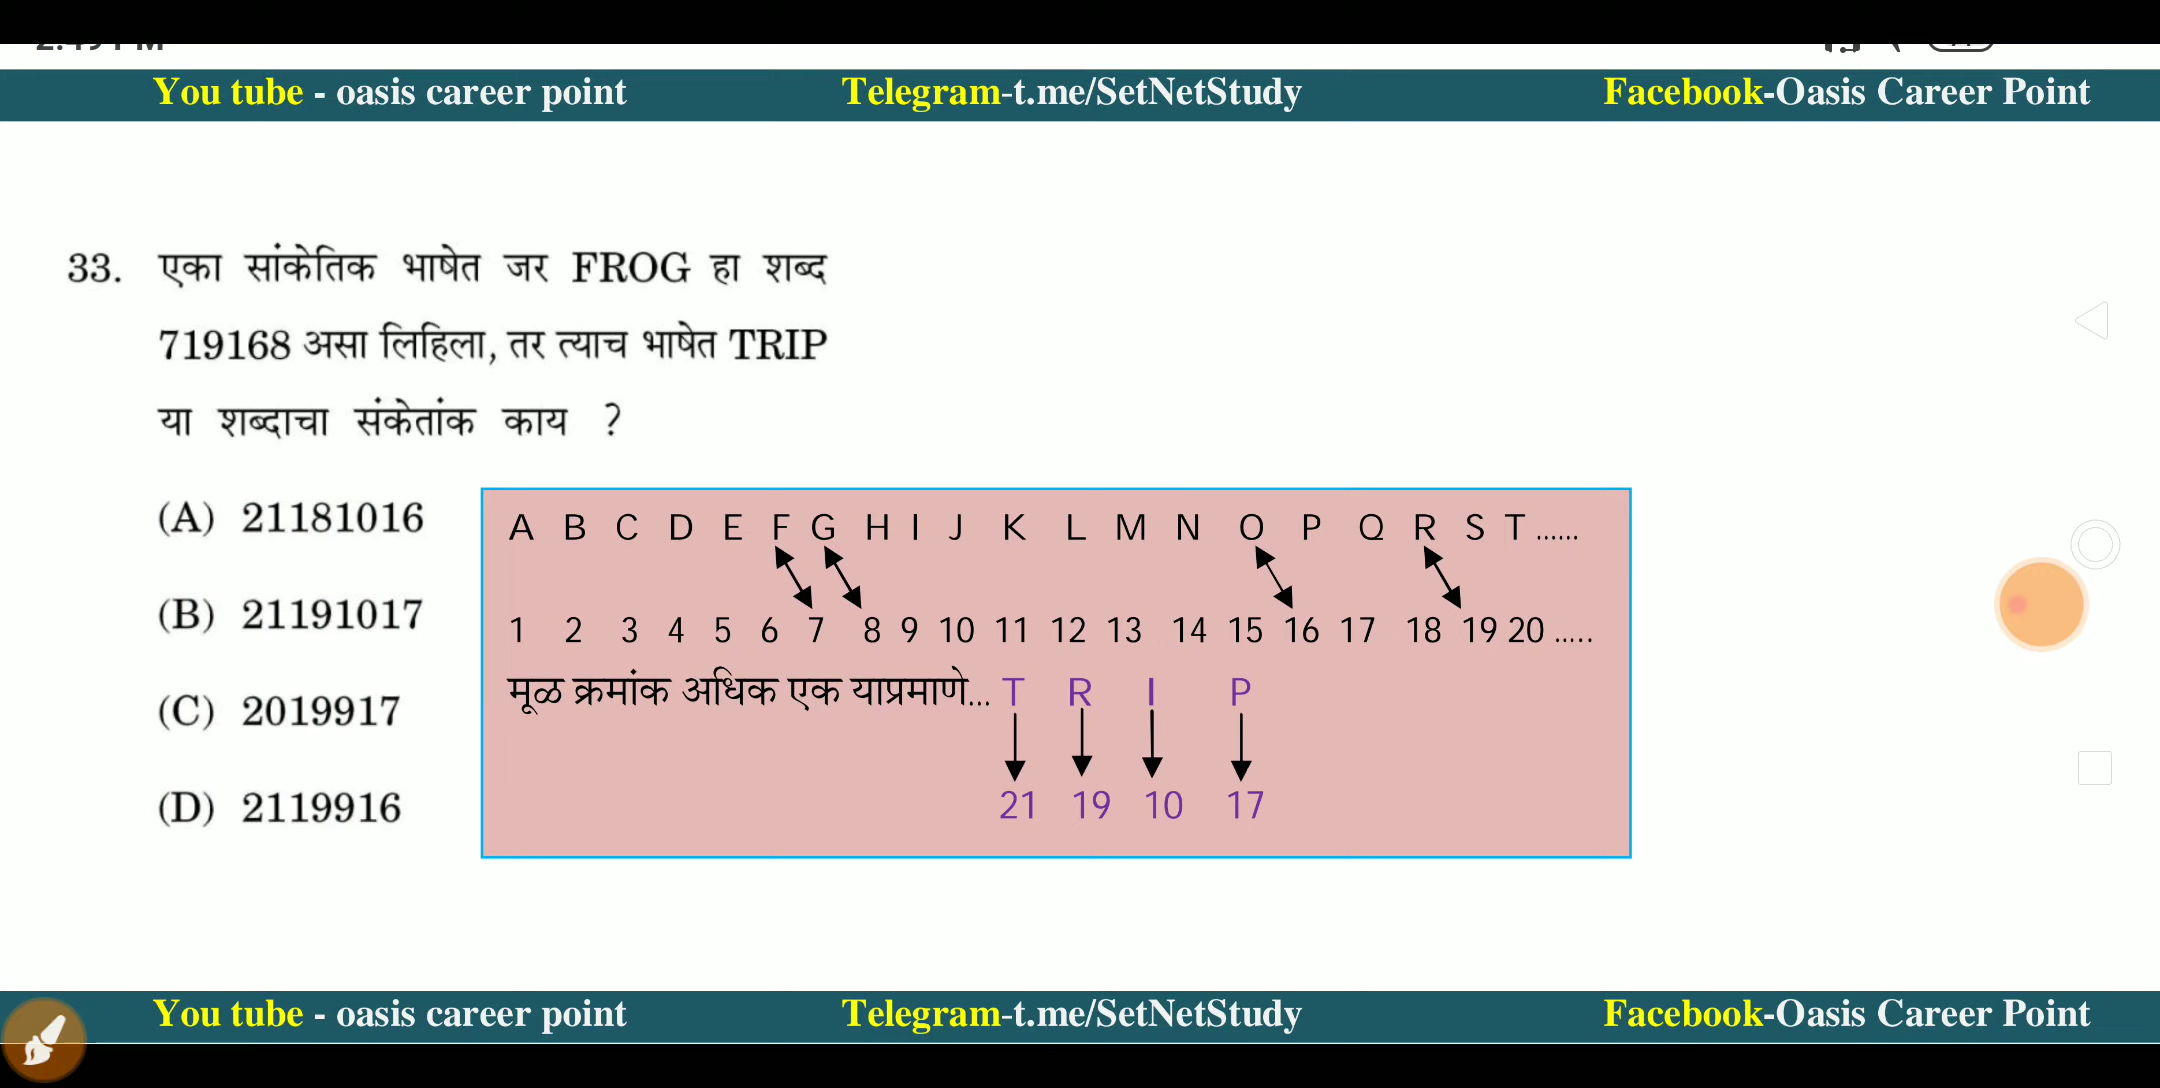 You tube - oasis career point Telegram-t.me/SetNetStudy Facebook-Oasis Career Point
33. एका सांकेतिक भाषेत जर FROG हा शब्द
719168 असा लिहिला, तर त्याच भाषेत TRIP
या शब्दाचा संकेतांक काय ?
(A) 21181016
(B) 21191017
(C) 2019917
(D) 2119916
A B C D E F G H I J K L M N O P Q R S T......
1 2 3 4 5 6 7 8 9 10 11 12 13 14 15 16 17 18 19 20 .....
मूळ क्रमांक अधिक एक याप्रमाणे... T R I P
21 19 10 17
You tube - oasis career point Telegram-t.me/SetNetStudy Facebook-Oasis Career Point